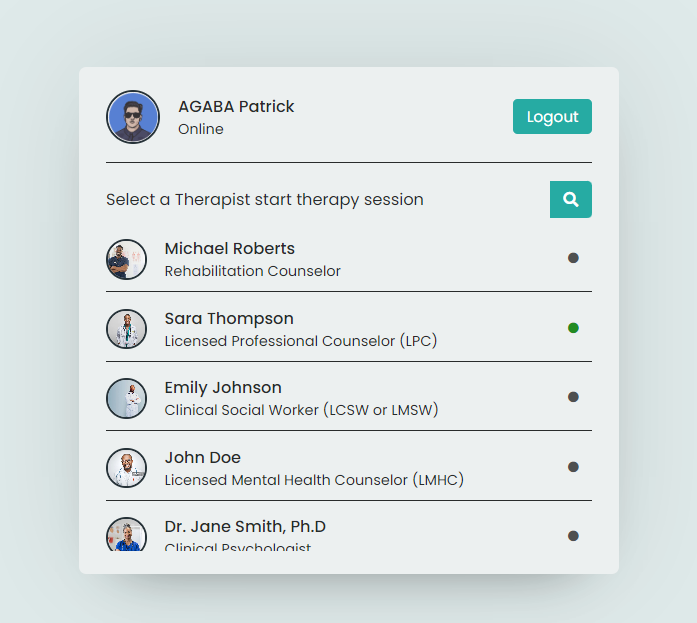 AGABA Patrick
Online
Logout
Select a Therapist start therapy session
Michael Roberts
Rehabilitation Counselor
Sara Thompson
Licensed Professional Counselor (LPC)
Emily Johnson
Clinical Social Worker (LCSW or LMSW)
John Doe
Licensed Mental Health Counselor (LMHC)
Dr. Jane Smith, Ph.D
Clinical Psychologist